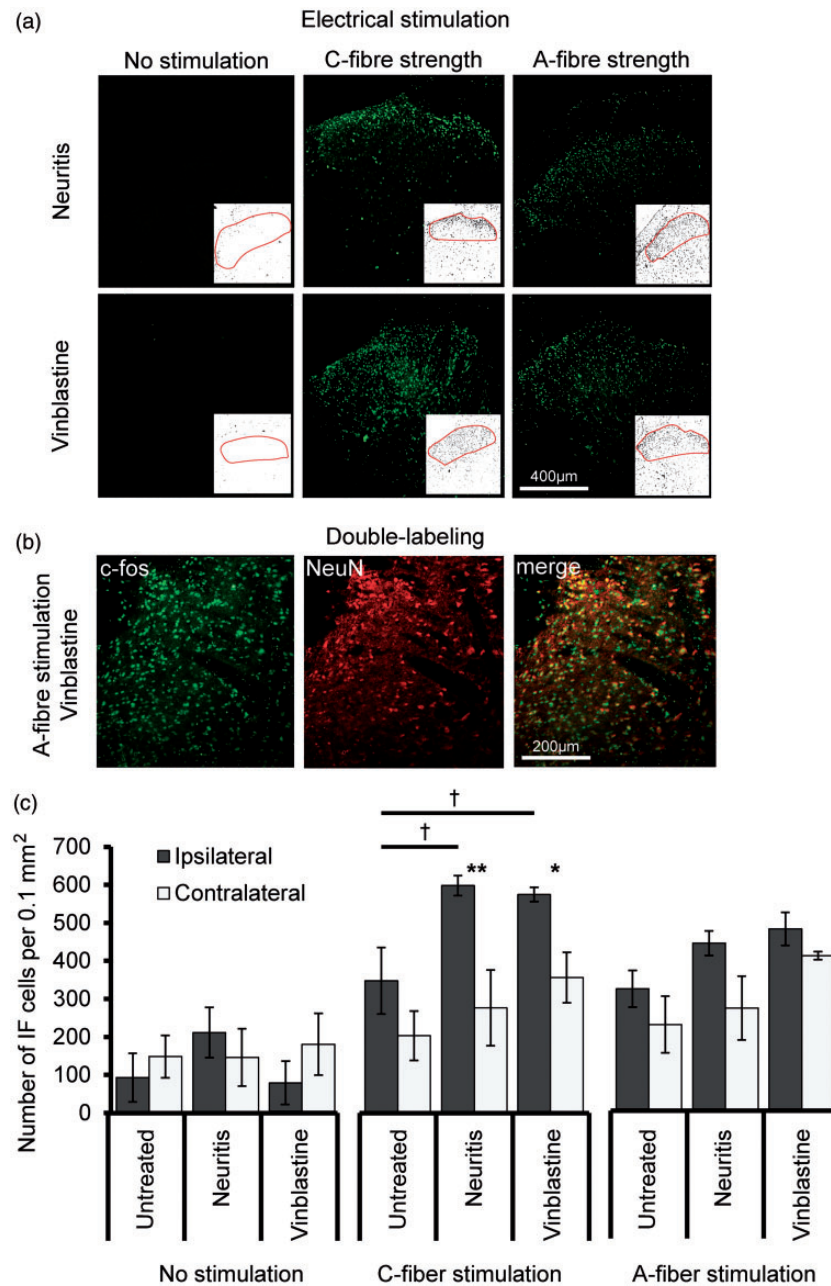 (a)
Electrical stimulation
No stimulation C-fibre strength A-fibre strength
Neuritis
Vinblastine
400µm
(b)
Double-labeling
A-fibre stimulation
Vinblastine
c-fos NeuN merge
200µm
(c)
† †
Number of IF cells per 0.1 mm²
700
600
500
400
300
200
100
0
Ipsilateral
Contralateral
** *
Untreated Neuritis Vinblastine Untreated Neuritis Vinblastine Untreated Neuritis Vinblastine
No stimulation C-fiber stimulation A-fiber stimulation